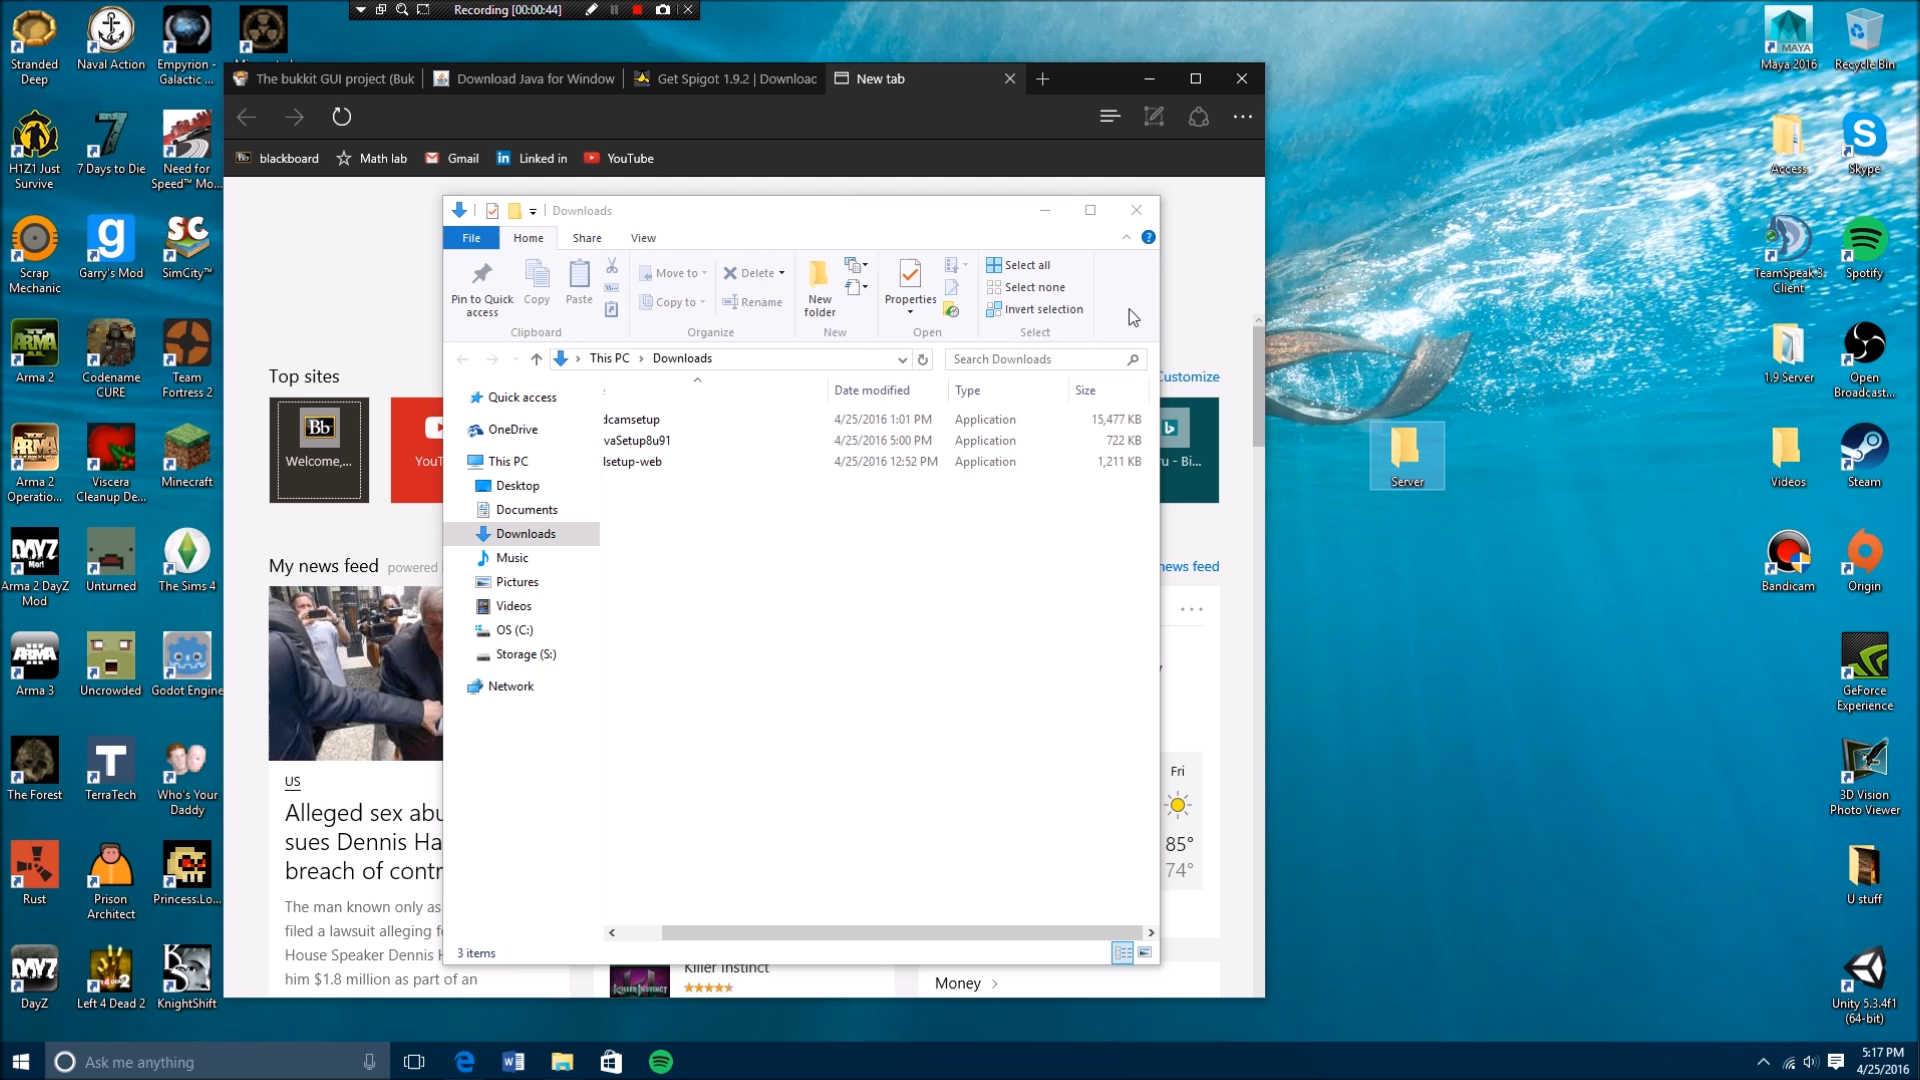 Recording [00:00:44]
Stranded Deep
Naval Action
Empyrion - Galactic ...
H1Z1 Just Survive
7 Days to Die
Need for Speed™ Mo...
Scrap Mechanic
Garry's Mod
SimCity™
Arma 2
Codename CURE
Team Fortress 2
Arma 2 Operatio...
Viscera Cleanup De...
Minecraft
Arma 2 DayZ Mod
Unturned
The Sims 4
Arma 3
Uncrowded
Godot Engine
The Forest
TerraTech
Who's Your Daddy
Rust
Prison Architect
Princess.Lo...
DayZ
Left 4 Dead 2
KnightShift
The bukkit GUI project (Buk
Download Java for Window
Get Spigot 1.9.2 | Downloac
New tab
blackboard
Math lab
Gmail
Linked in
YouTube
Top sites
Customize
Bb
Welcome,...
YouT
ru - Bi...
My news feed powered
news feed
US
Alleged sex abu
sues Dennis Ha
breach of contr
The man known only as
filed a lawsuit alleging f
House Speaker Dennis H
him $1.8 million as part of an
Fri
85°
74°
Killer Instinct
Money
Downloads
File
Home
Share
View
Pin to Quick access
Copy
Paste
Clipboard
Move to
Copy to
Delete
Rename
Organize
New folder
New
Properties
Open
Select all
Select none
Invert selection
Select
This PC
Downloads
Search Downloads
Date modified
Type
Size
dcamsetup 4/25/2016 1:01 PM Application 15,477 KB
vaSetup8u91 4/25/2016 5:00 PM Application 722 KB
lsetup-web 4/25/2016 12:52 PM Application 1,211 KB
Quick access
OneDrive
This PC
Desktop
Documents
Downloads
Music
Pictures
Videos
OS (C:)
Storage (S:)
Network
3 items
Server
MAYA
Maya 2016
Recycle Bin
Access
Skype
TeamSpeak 3 Client
Spotify
1.9 Server
Open Broadcast...
Videos
Steam
Bandicam
Origin
GeForce Experience
3D Vision Photo Viewer
U stuff
Unity 5.3.4f1 (64-bit)
Ask me anything
5:17 PM
4/25/2016